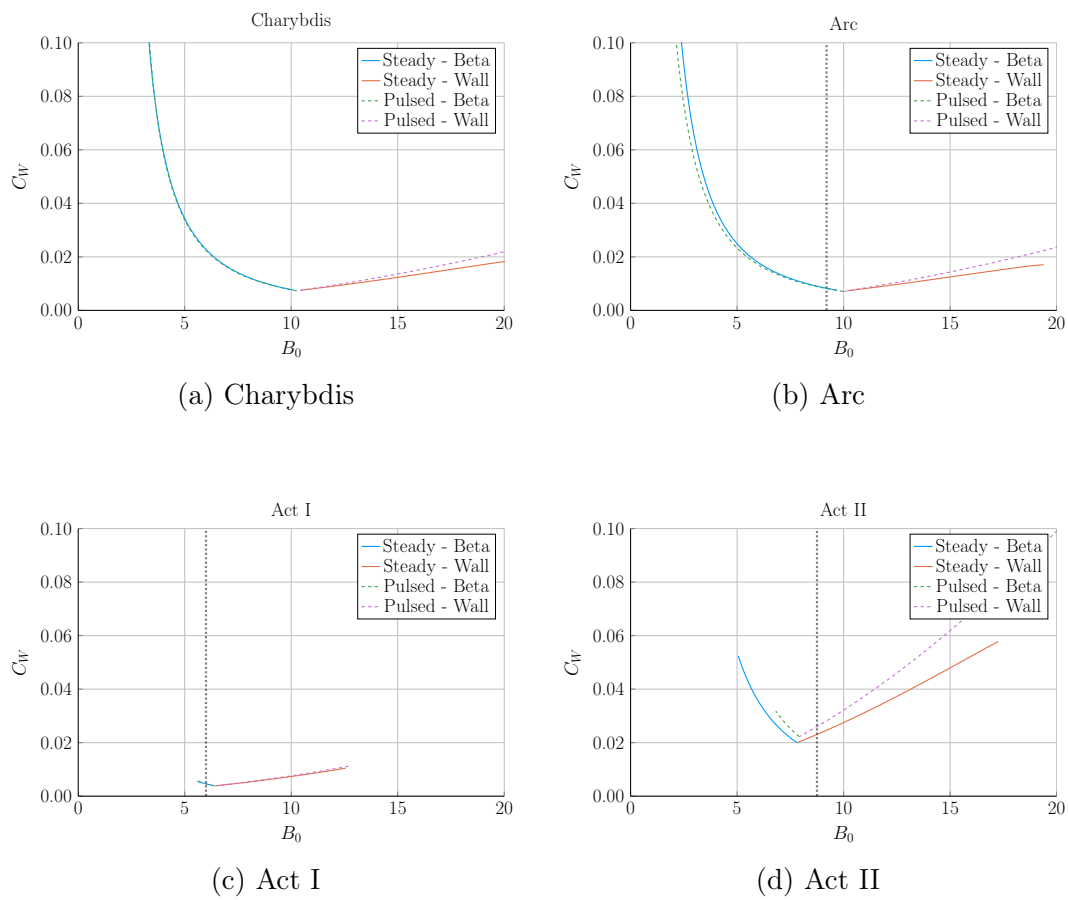 Charybdis
0.10
0.08
0.06
0.04
0.02
0.00
C_W
0 5 10 15 20
B_0
Steady - Beta
Steady - Wall
Pulsed - Beta
Pulsed - Wall
(a) Charybdis
Arc
0.10
0.08
0.06
0.04
0.02
0.00
C_W
0 5 10 15 20
B_0
Steady - Beta
Steady - Wall
Pulsed - Beta
Pulsed - Wall
(b) Arc
Act I
0.10
0.08
0.06
0.04
0.02
0.00
C_W
0 5 10 15 20
B_0
Steady - Beta
Steady - Wall
Pulsed - Beta
Pulsed - Wall
(c) Act I
Act II
0.10
0.08
0.06
0.04
0.02
0.00
C_W
0 5 10 15 20
B_0
Steady - Beta
Steady - Wall
Pulsed - Beta
Pulsed - Wall
(d) Act II